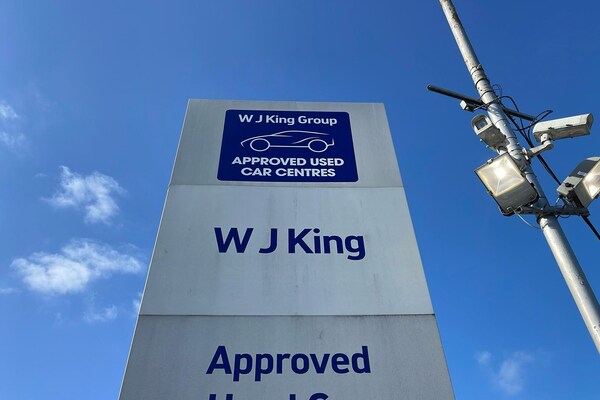 W J King Group
APPROVED USED
CAR CENTRES
W J King
Approved